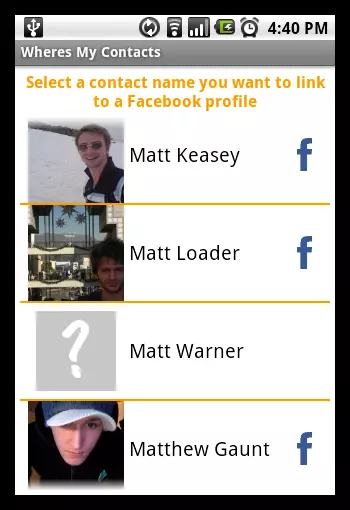 4:40 PM
Wheres My Contacts
Select a contact name you want to link
to a Facebook profile
Matt Keasey
f
Matt Loader
f
?
Matt Warner
Matthew Gaunt
f